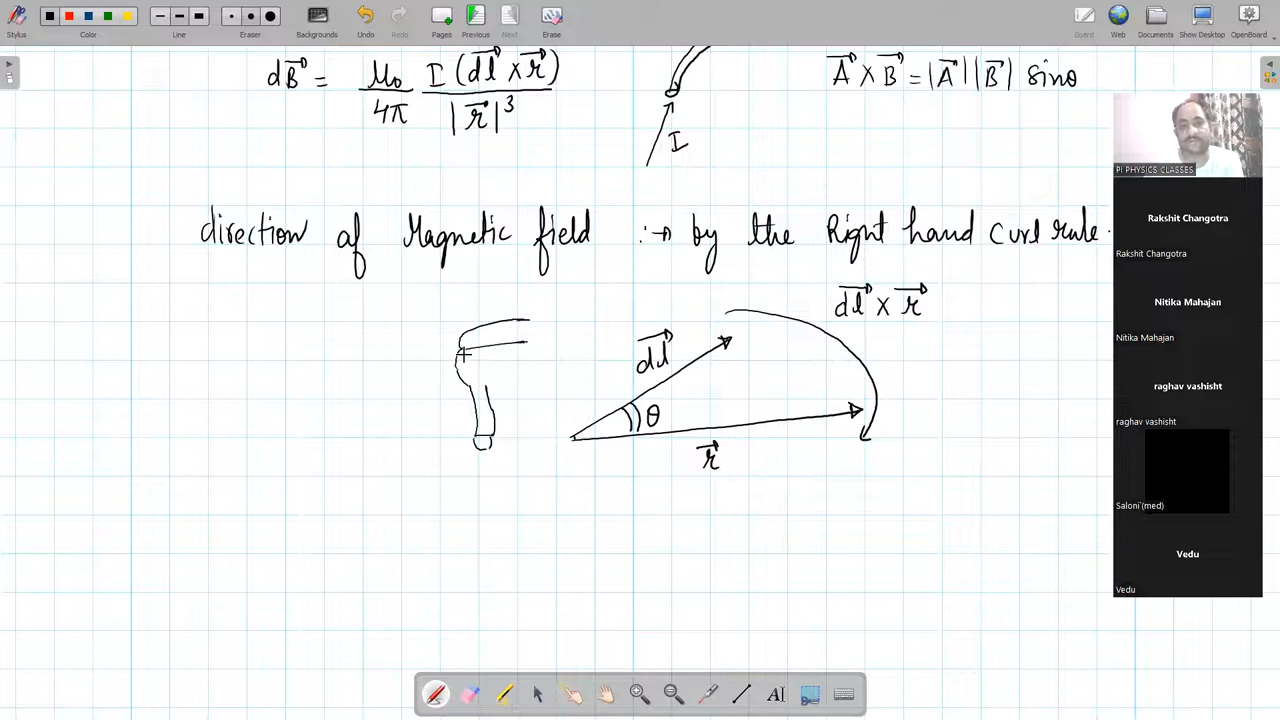 Stylus
Color
Line
Eraser
Backgrounds
Undo
Redo
Pages
Previous
Next
Erase
Board
Web
Documents
Show Desktop
OpenBoard
dB⃗ = μ₀/4π I (dl⃗ × r⃗)/|r⃗|³
I
A⃗ × B⃗ = |A⃗| |B⃗| sinθ
direction of Magnetic field :→ by the Right hand Curl rule.
dl⃗ × r⃗
dl⃗
θ
r⃗
PI PHYSICS CLASSES
Rakshit Changotra
Rakshit Changotra
Nitika Mahajan
Nitika Mahajan
raghav vashisht
raghav vashisht
Saloni (med)
Vedu
Vedu